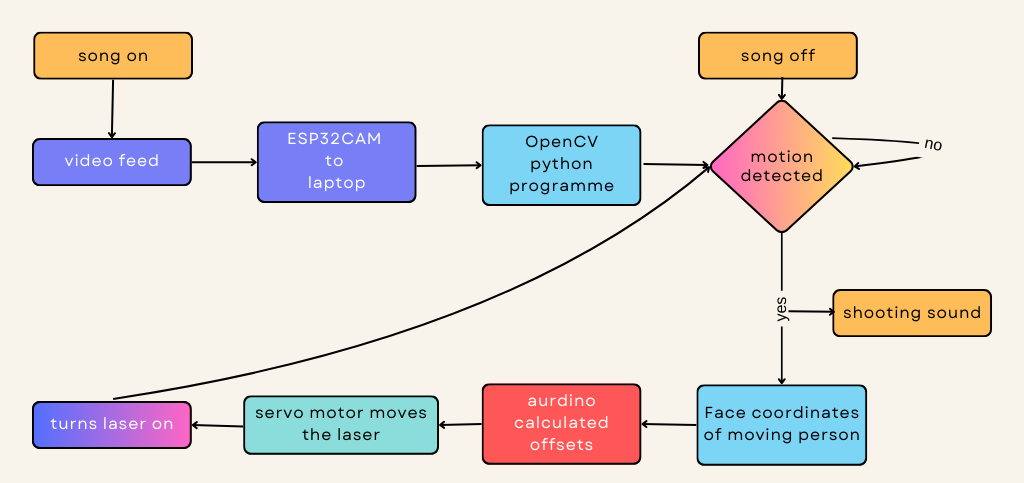 song on
song off
video feed
ESP32CAM
to
laptop
OpenCV
python
programme
motion
detected
no
yes
shooting sound
turns laser on
servo motor moves
the laser
aurdino
calculated
offsets
Face coordinates
of moving person